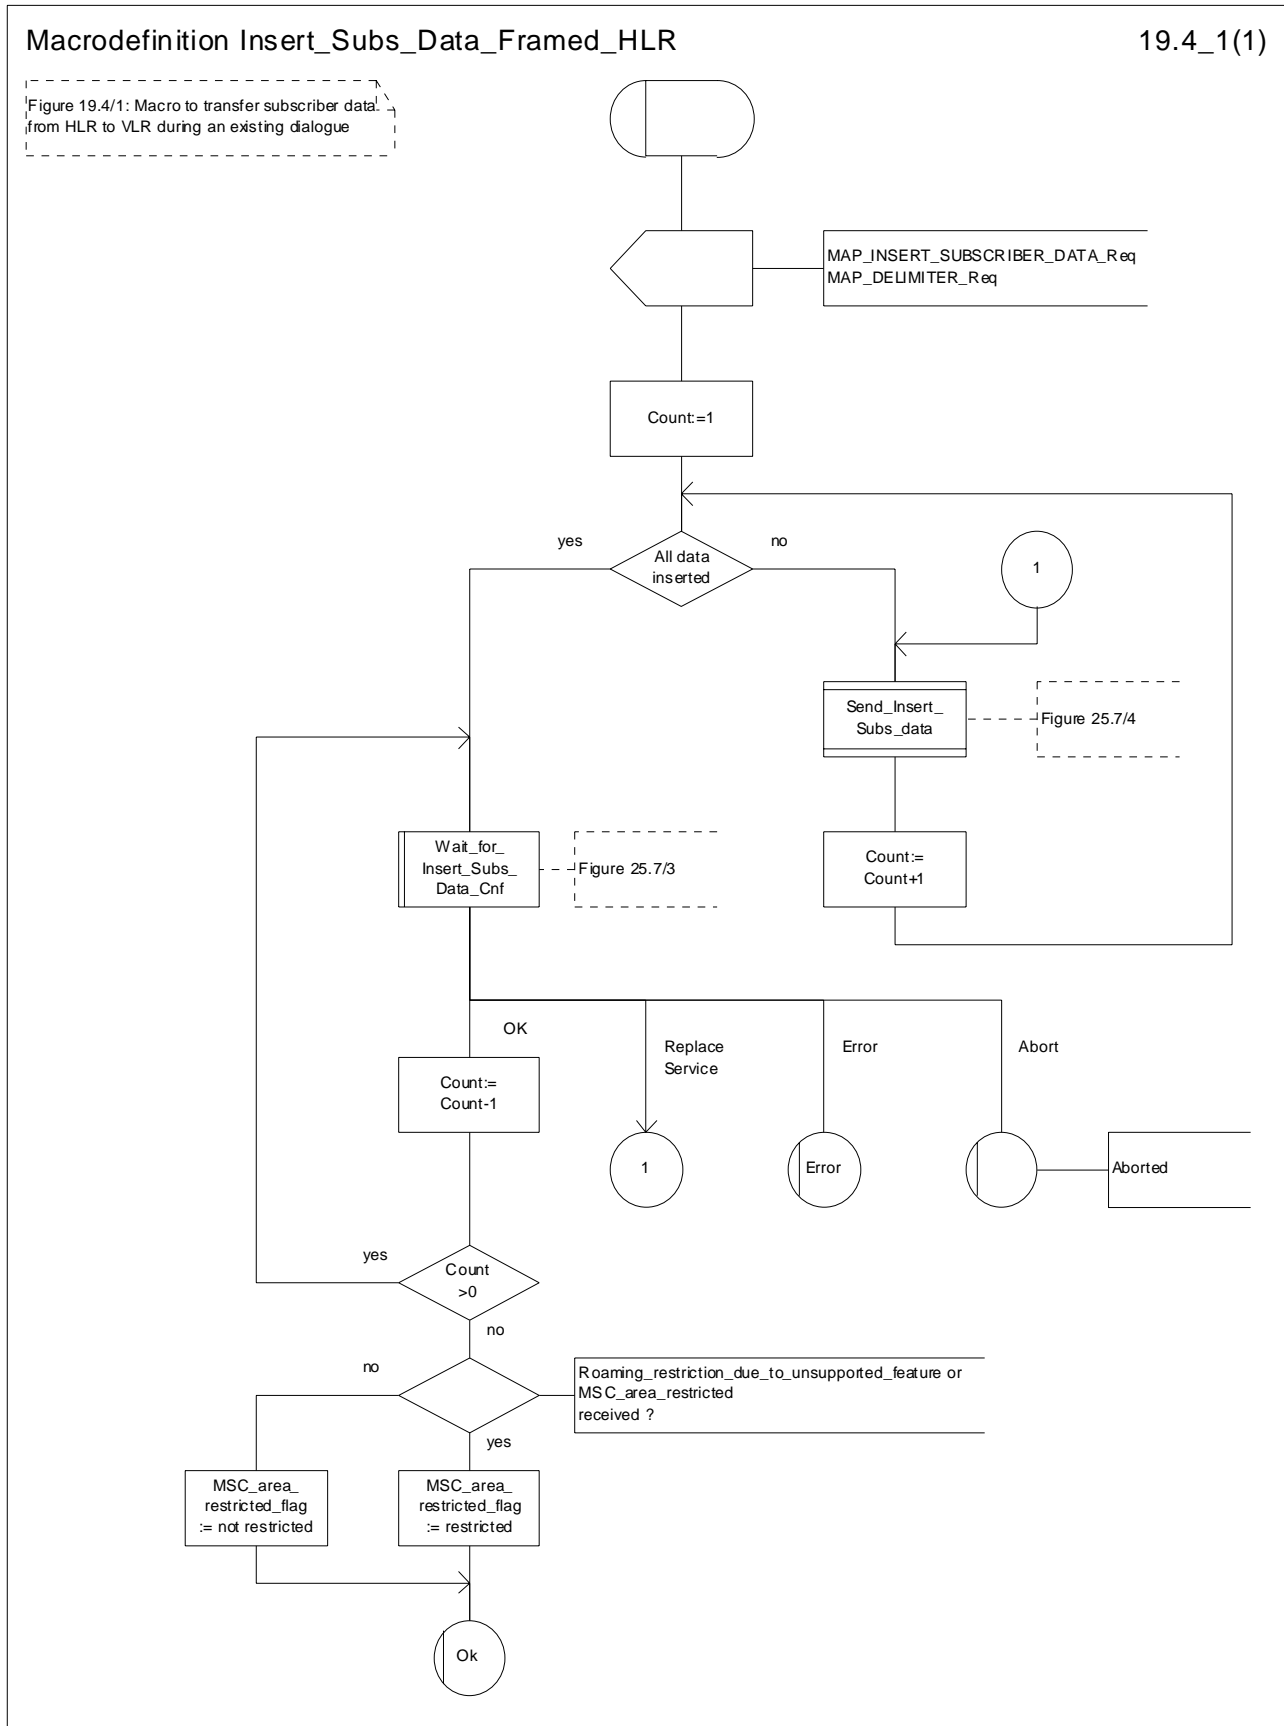 Macrodefinition Insert_Subs_Data_Framed_HLR
19.4_1(1)
Figure 19.4/1: Macro to transfer subscriber data
from HLR to VLR during an existing dialogue
MAP_INSERT_SUBSCRIBER_DATA_Req
MAP_DELIMITER_Req
Count:=1
yes
All data
inserted
no
1
Send_Insert_
Subs_data
Figure 25.7/4
Wait_for_
Insert_Subs_
Data_Cnf
Figure 25.7/3
Count:=
Count+1
OK
Replace
Service
Error
Abort
Count:=
Count-1
1
Error
Aborted
yes
Count
>0
no
no
Roaming_restriction_due_to_unsupported_feature or
MSC_area_restricted
received ?
yes
MSC_area_
restricted_flag
:= not restricted
MSC_area_
restricted_flag
:= restricted
Ok